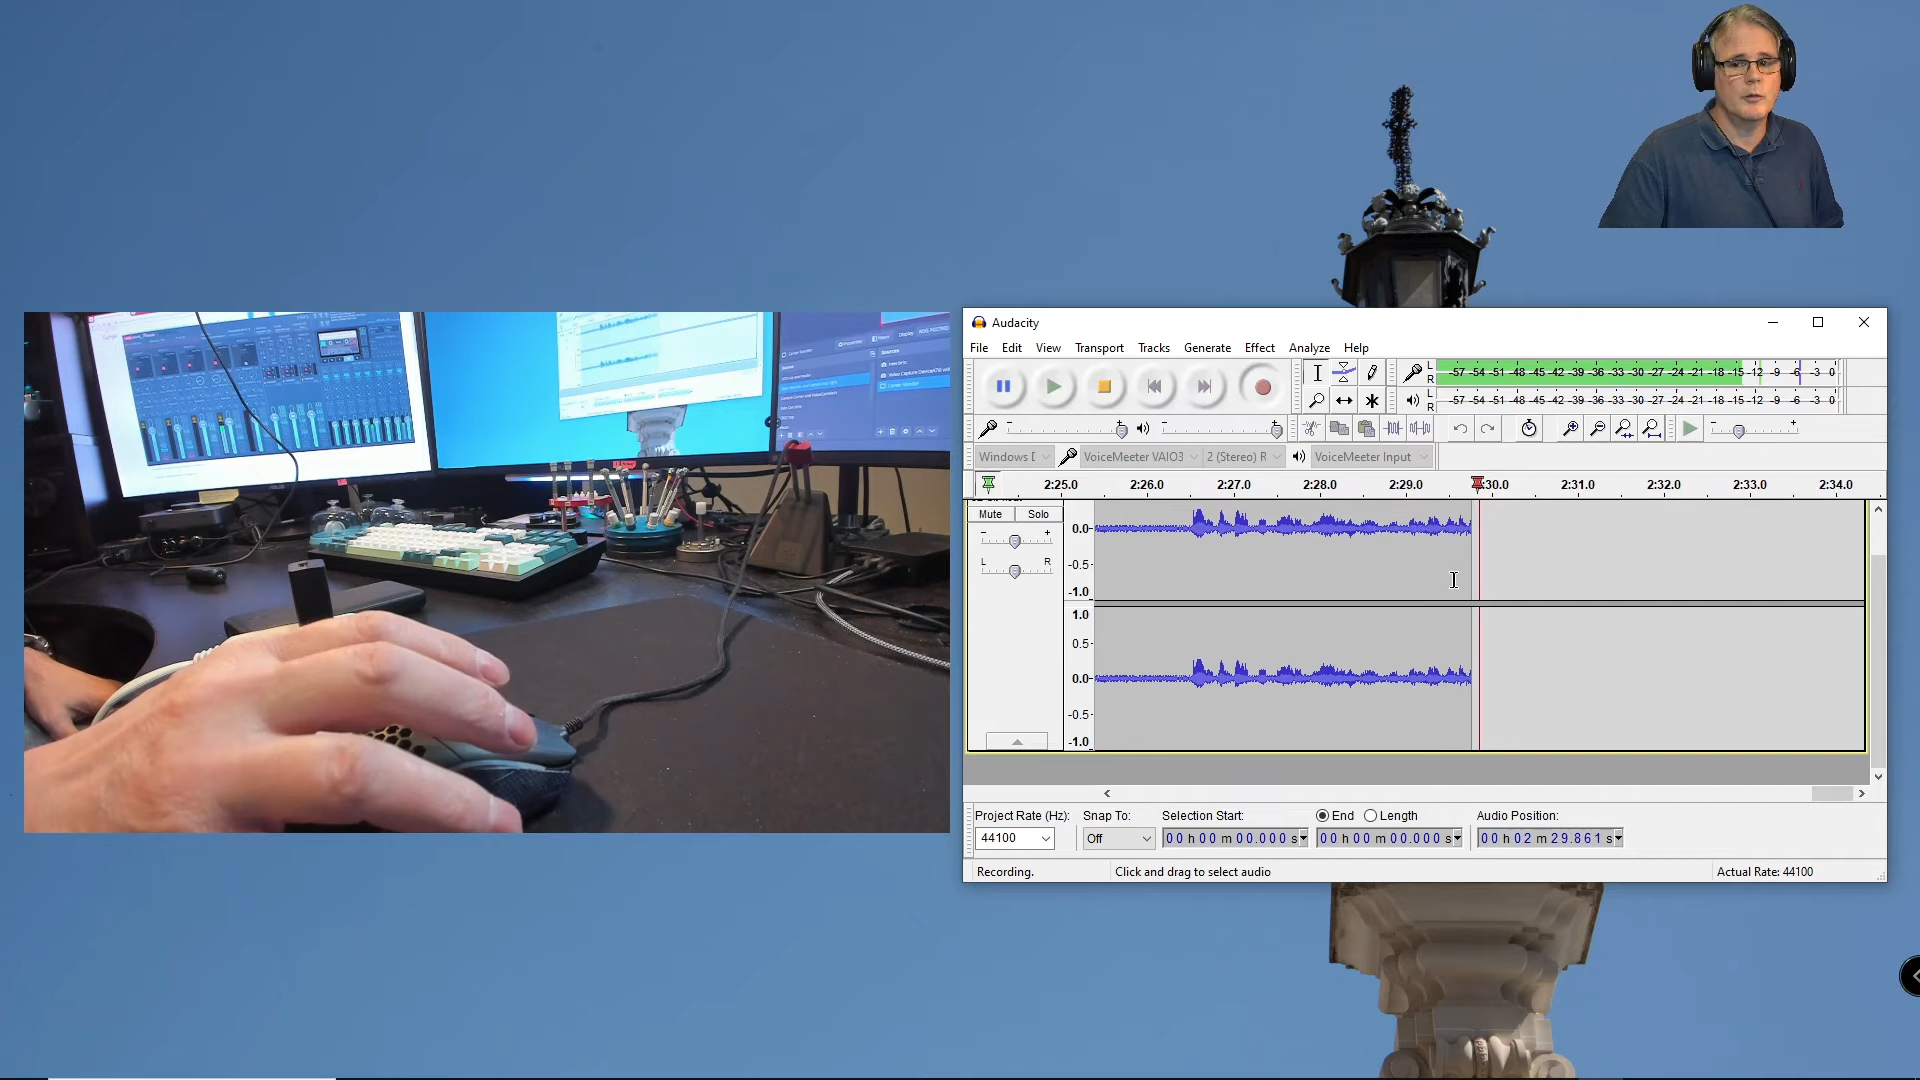 Audacity
File Edit View Transport Tracks Generate Effect Analyze Help
L
R
-57 -54 -51 -48 -45 -42 -39 -36 -33 -30 -27 -24 -21 -18 -15 -12 -9 -6 -3 0
L
R
-57 -54 -51 -48 -45 -42 -39 -36 -33 -30 -27 -24 -21 -18 -15 -12 -9 -6 -3 0
VoiceMeeter VAIO3 2 (Stereo) R VoiceMeeter Input
2:25.0 2:26.0 2:27.0 2:28.0 2:29.0 2:31.0 2:32.0 2:33.0 2:34.0
Mute Solo
- +
L R
0.0
-0.5
-1.0
1.0
0.5
0.0
-0.5
-1.0
Project Rate (Hz): Snap To: Selection Start: End Length Audio Position:
44100 Off 00 h 00 m 00.000 s 00 h 00 m 00.000 s 00 h 02 m 29.861 s
Recording. Click and drag to select audio Actual Rate: 44100